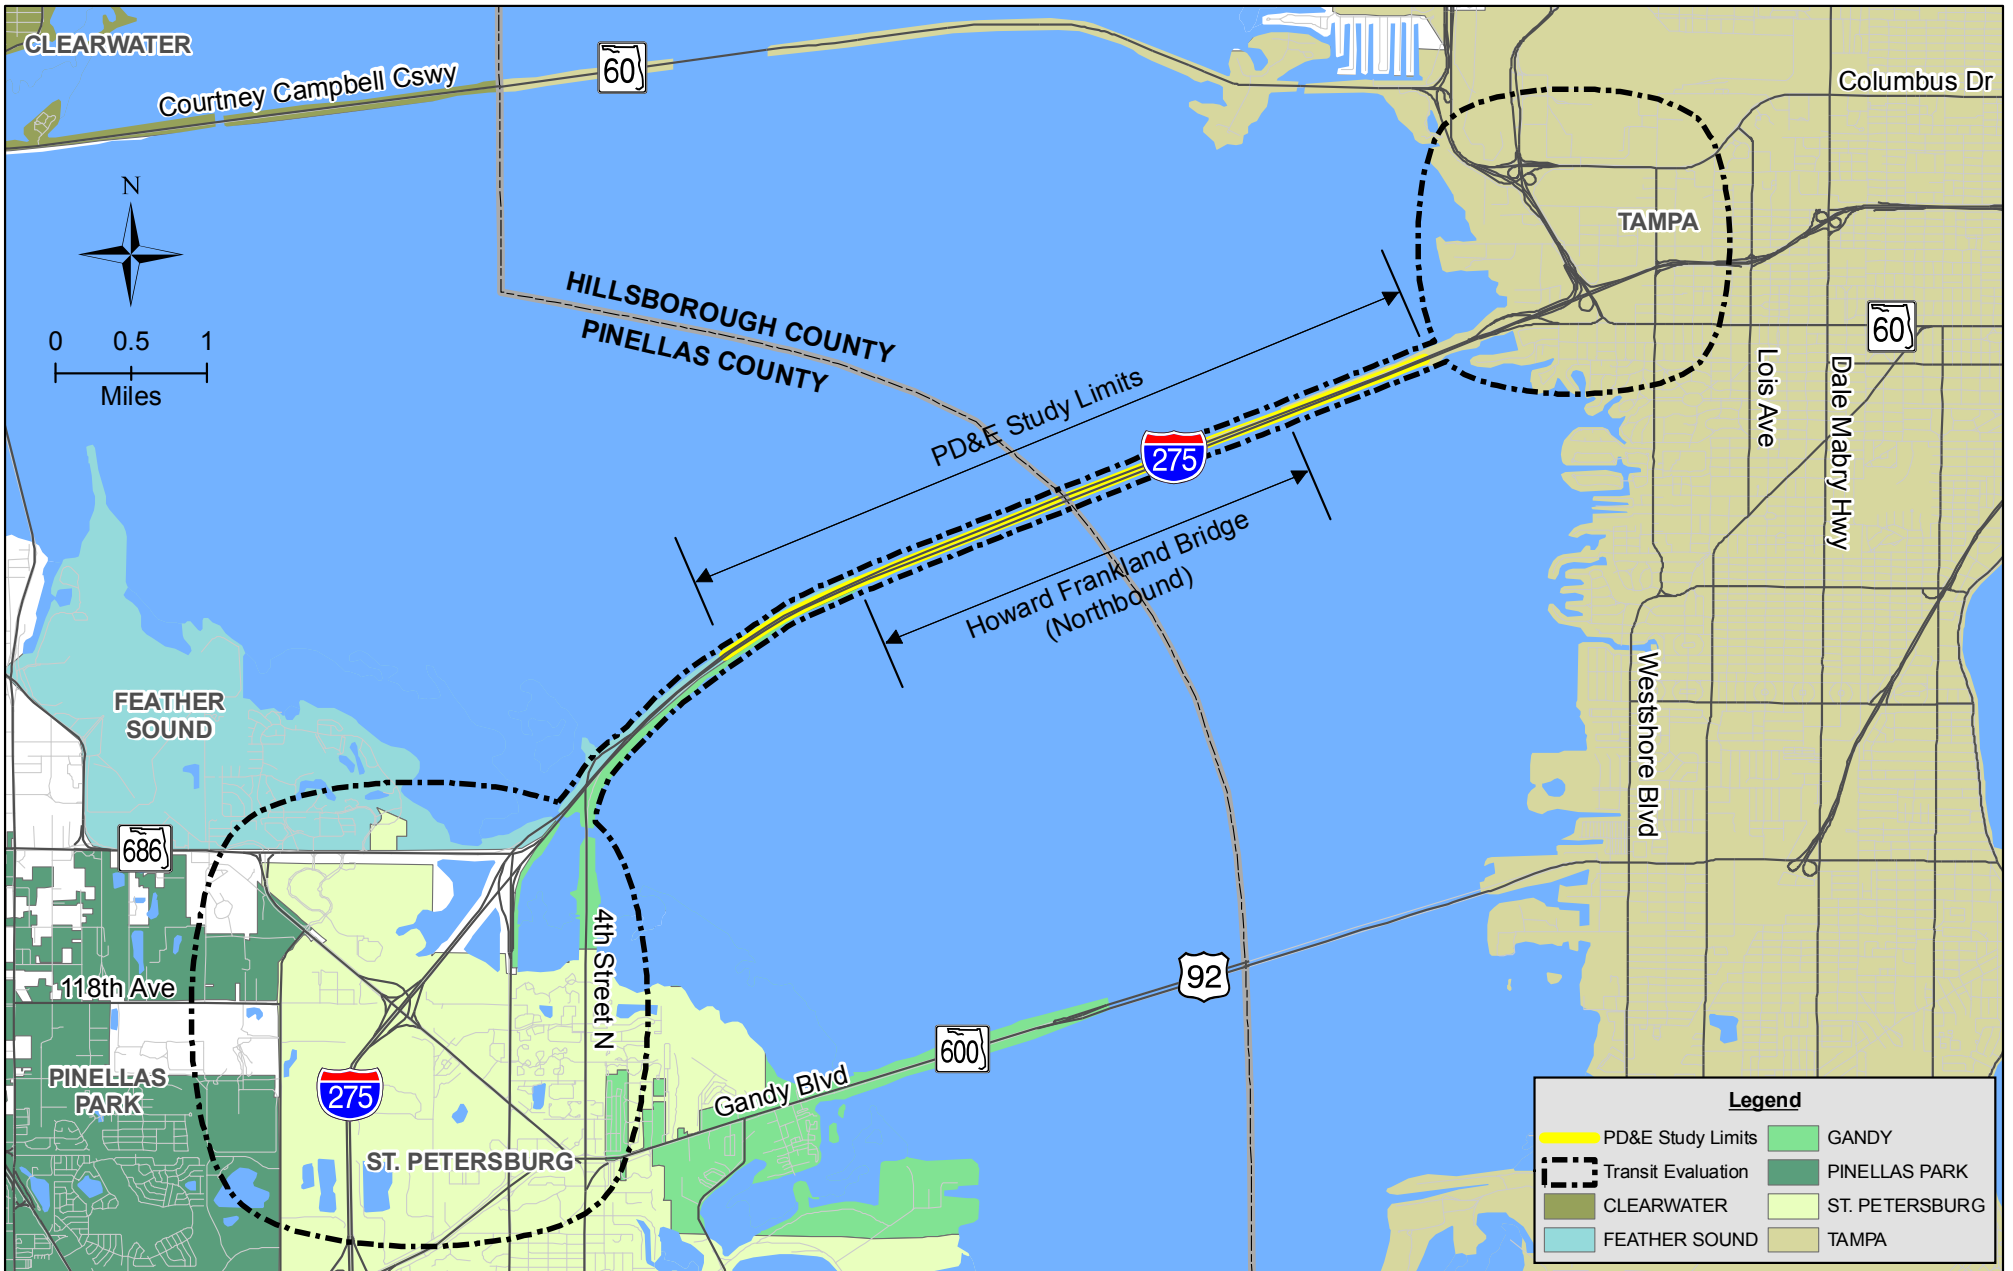 CLEARWATER
Courtney Campbell Cswy
60
Columbus Dr
N
TAMPA
0 0.5 1
Miles
HILLSBOROUGH COUNTY
PINELLAS COUNTY
60
PD&E Study Limits
275
Lois Ave
Dale Mabry Hwy
Howard Frankland Bridge
(Northbound)
FEATHER
SOUND
Westshore Blvd
686
4th Street N
118th Ave
92
600
PINELLAS
PARK
275
Gandy Blvd
ST. PETERSBURG
Legend
PD&E Study Limits
Transit Evaluation
CLEARWATER
FEATHER SOUND
GANDY
PINELLAS PARK
ST. PETERSBURG
TAMPA